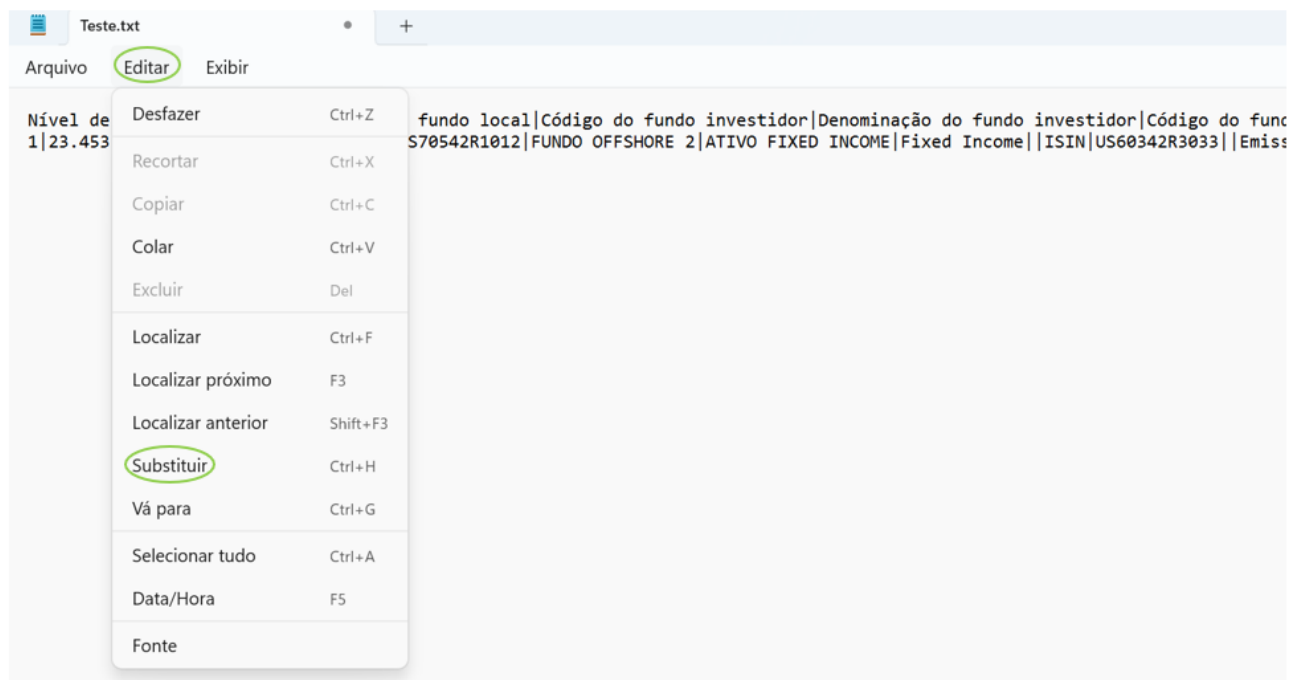 Teste.txt
Arquivo Editar Exibir
Nível de fundo local|Código do fundo investidor|Denominação do fundo investidor|Código do fund
1|23.453 S70542R1012|FUNDO OFFSHORE 2|ATIVO FIXED INCOME|Fixed Income||ISIN|US60342R3033||Emiss
Desfazer Ctrl+Z
Recortar Ctrl+X
Copiar Ctrl+C
Colar Ctrl+V
Excluir Del
Localizar Ctrl+F
Localizar próximo F3
Localizar anterior Shift+F3
Substituir Ctrl+H
Vá para Ctrl+G
Selecionar tudo Ctrl+A
Data/Hora F5
Fonte